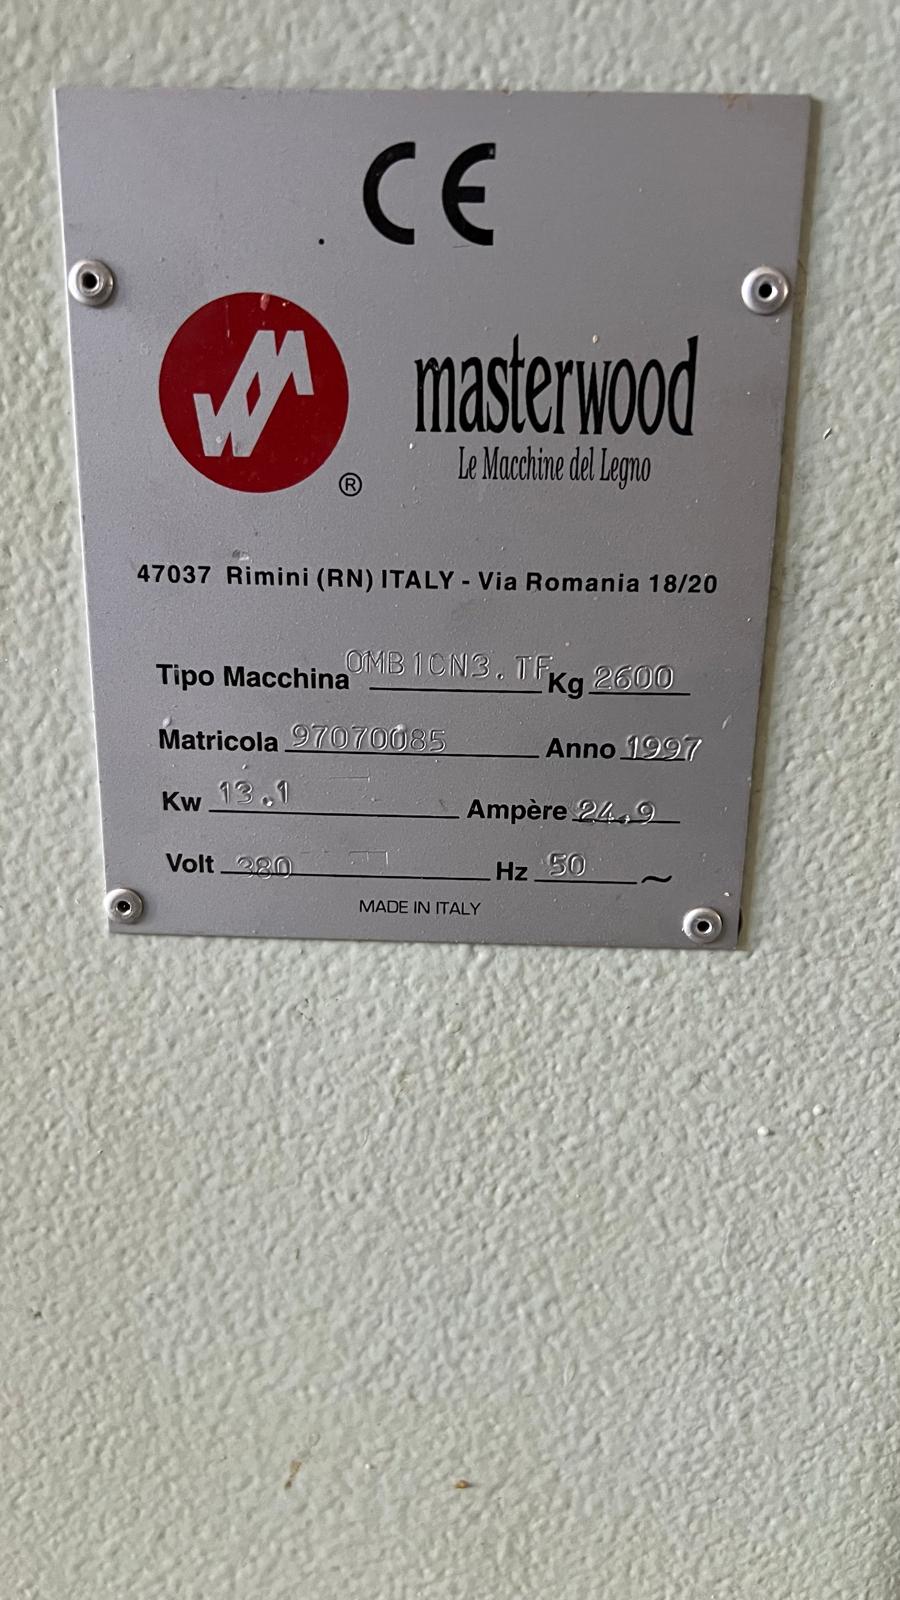 CE
WM
®
masterwood
Le Macchine del Legno
47037 Rimini (RN) ITALY - Via Romania 18/20
Tipo Macchina OMB1CN3.TF Kg 2600
Matricola 97070085 Anno 1997
Kw 13.1 Ampère 24.9
Volt 380 Hz 50 ~
MADE IN ITALY